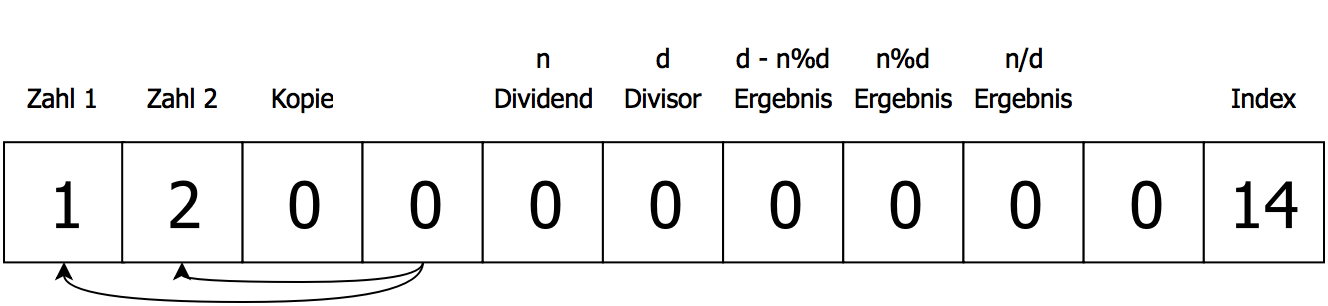 n d d - n%d n%d n/d
Zahl 1 Zahl 2 Kopie Dividend Divisor Ergebnis Ergebnis Ergebnis Index
1 2 0 0 0 0 0 0 0 0 14